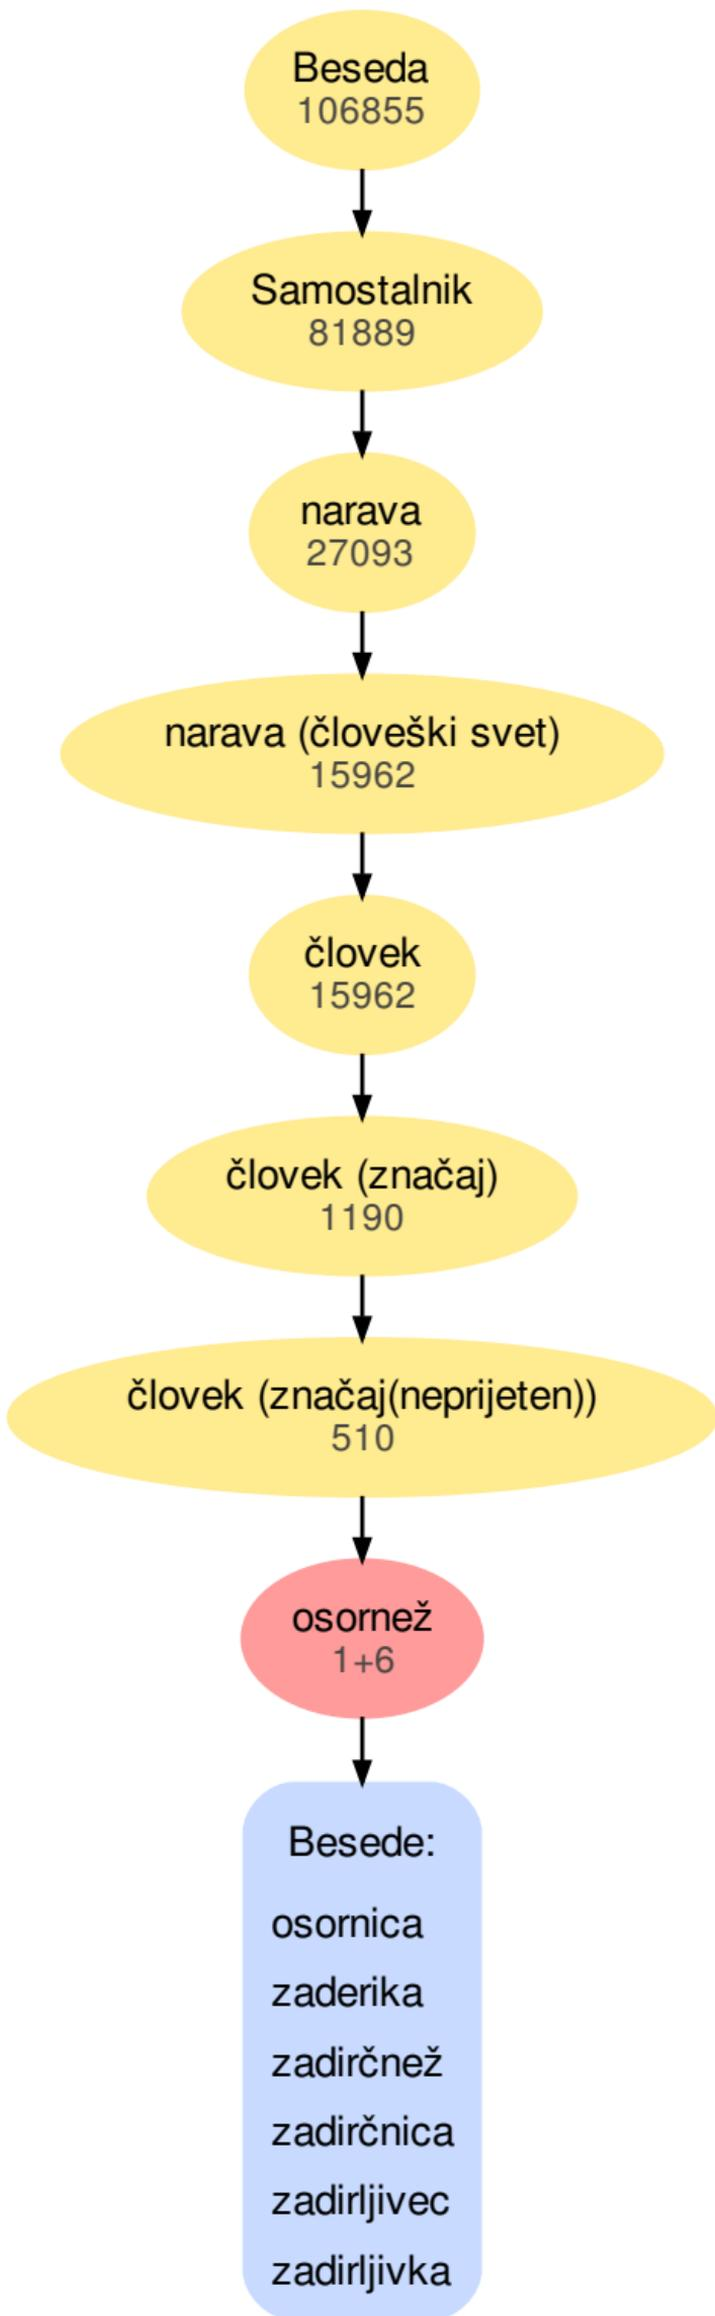 Beseda
106855
Samostalnik
81889
narava
27093
narava (človeški svet)
15962
človek
15962
človek (značaj)
1190
človek (značaj(neprijeten))
510
osornež
1+6
Besede:
osornica
zaderika
zadirčnež
zadirčnica
zadirljivec
zadirljivka